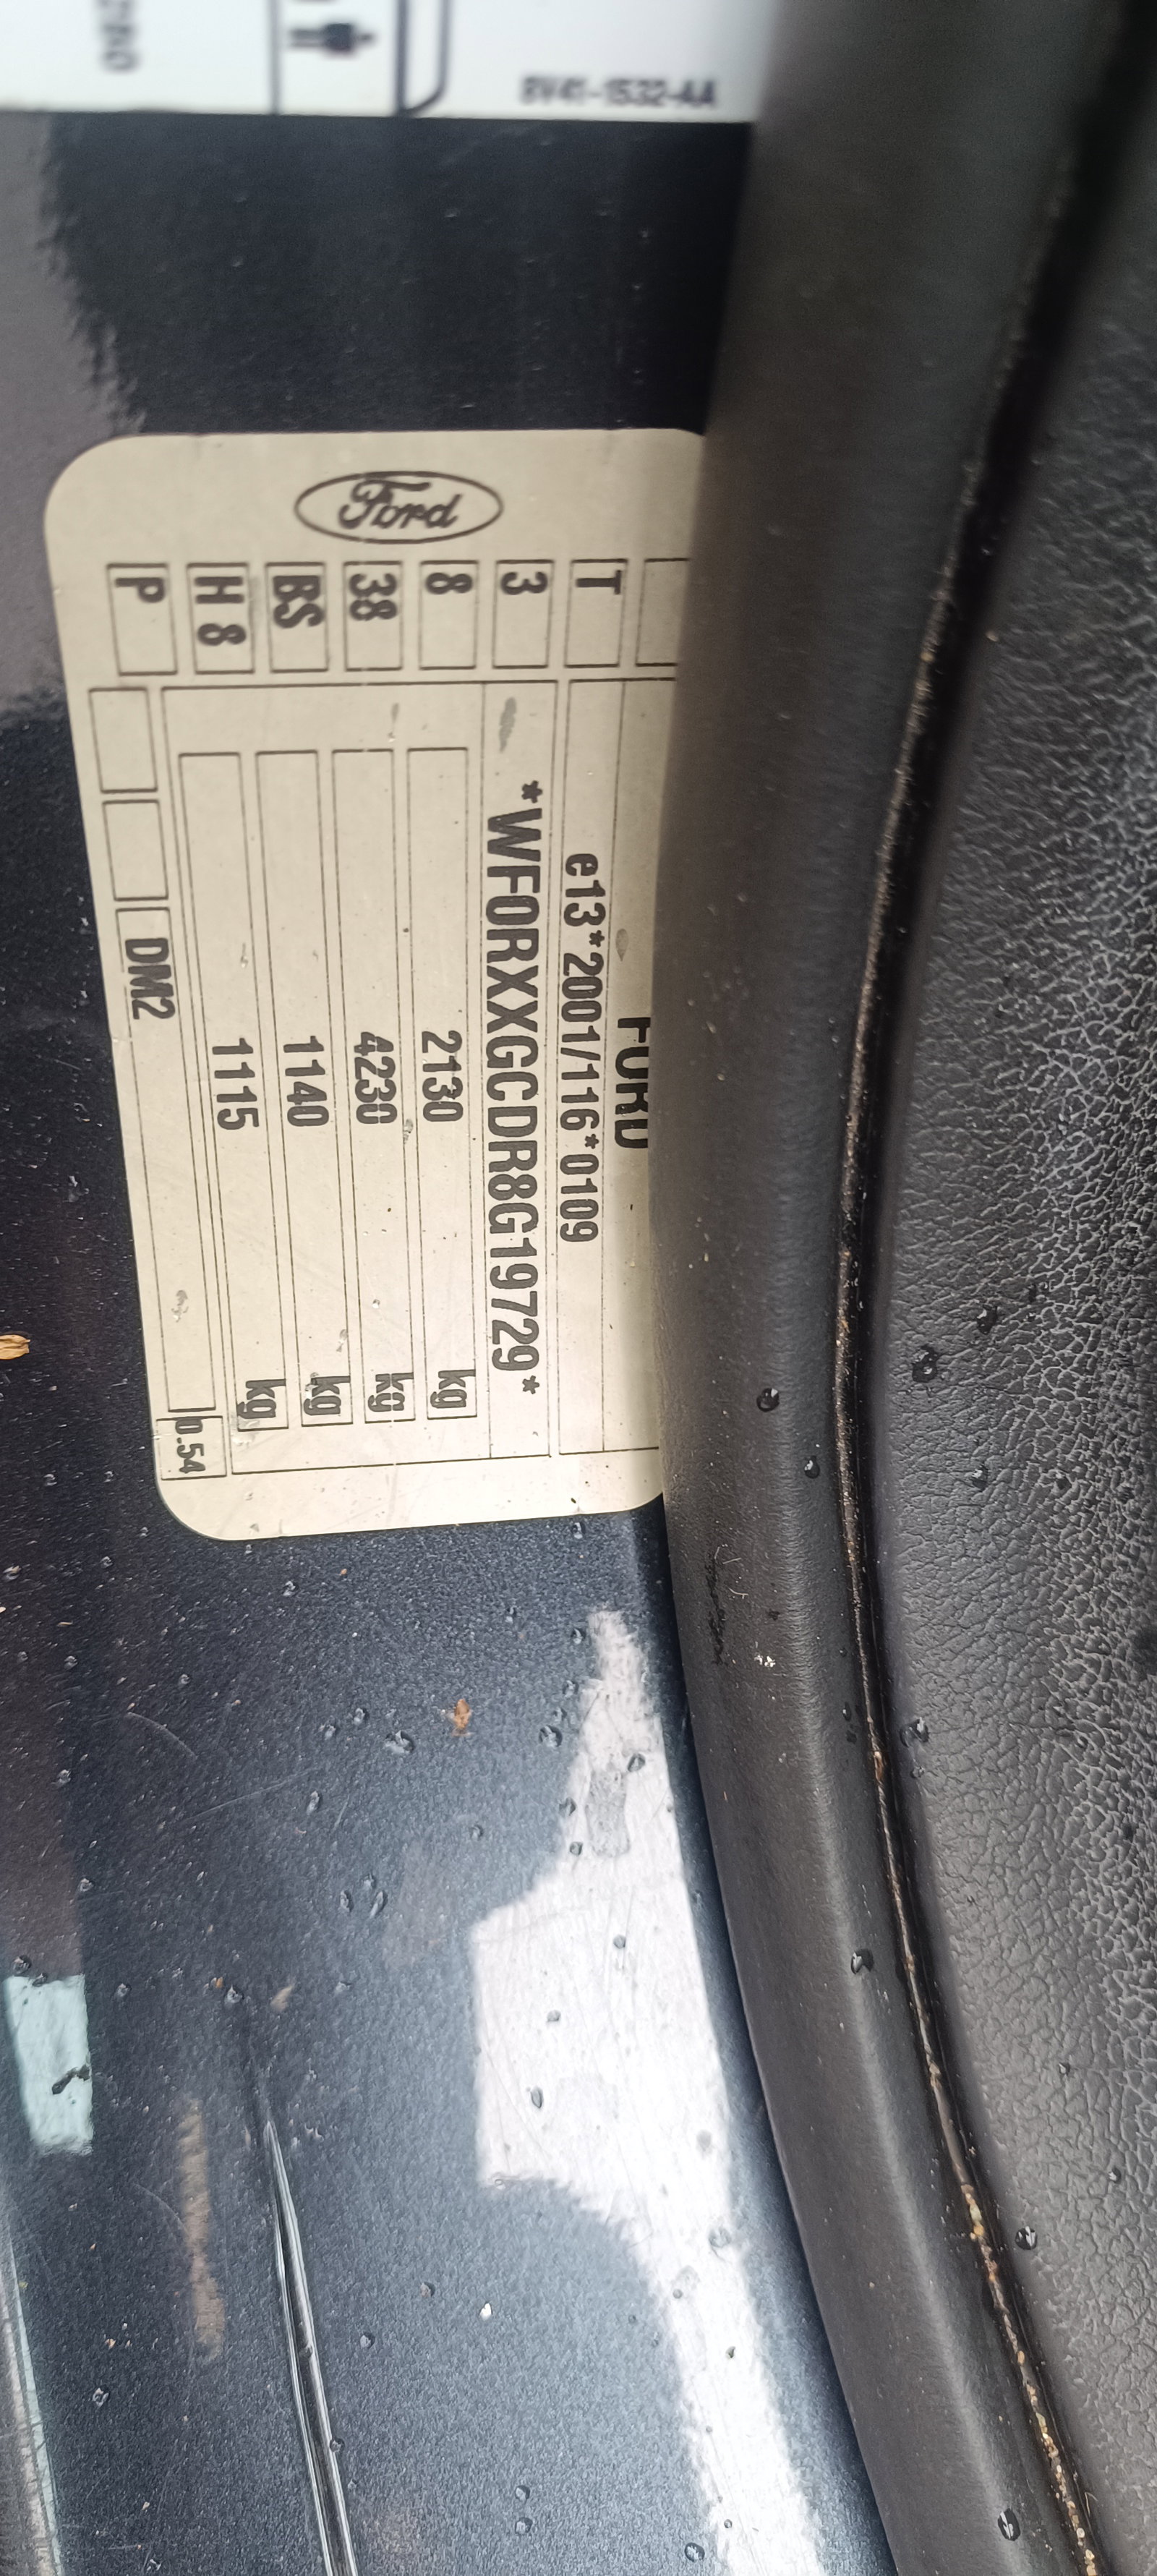 8V41-1532-AA
Ford
FORD
T e13*2001/116*0109
3 *WF0RXXGCDR8G19729*
8 2130 kg
38 4230 kg
BS 1140 kg
H 8 1115 kg
P DM2 0.54